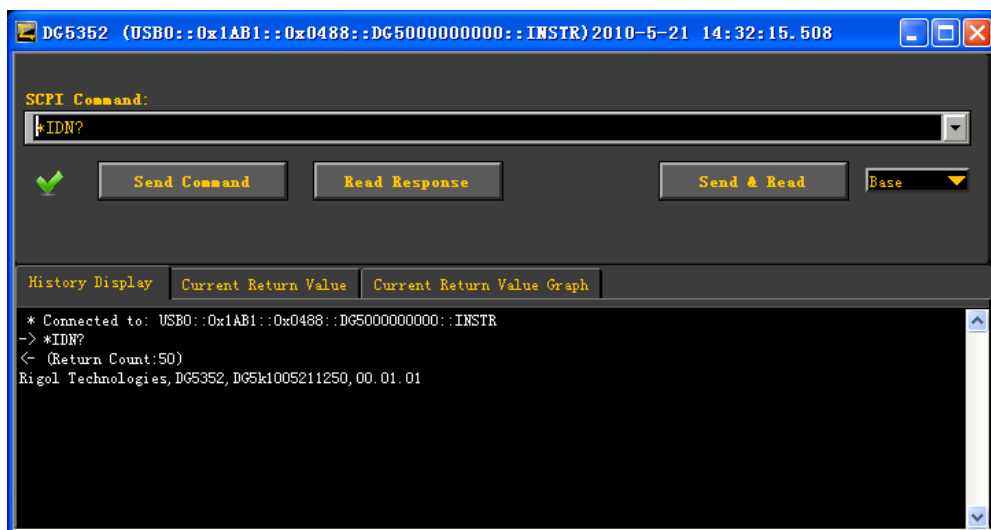 DG5352 (USB0::0x1AB1::0x0488::DG5000000000::INSTR)2010-5-21 14:32:15.508
SCPI Command:
*IDN?
Send Command Read Response Send & Read Base
History Display Current Return Value Current Return Value Graph
* Connected to: USB0::0x1AB1::0x0488::DG5000000000::INSTR
-> *IDN?
<- (Return Count:50)
Rigol Technologies,DG5352,DG5k1005211250,00.01.01